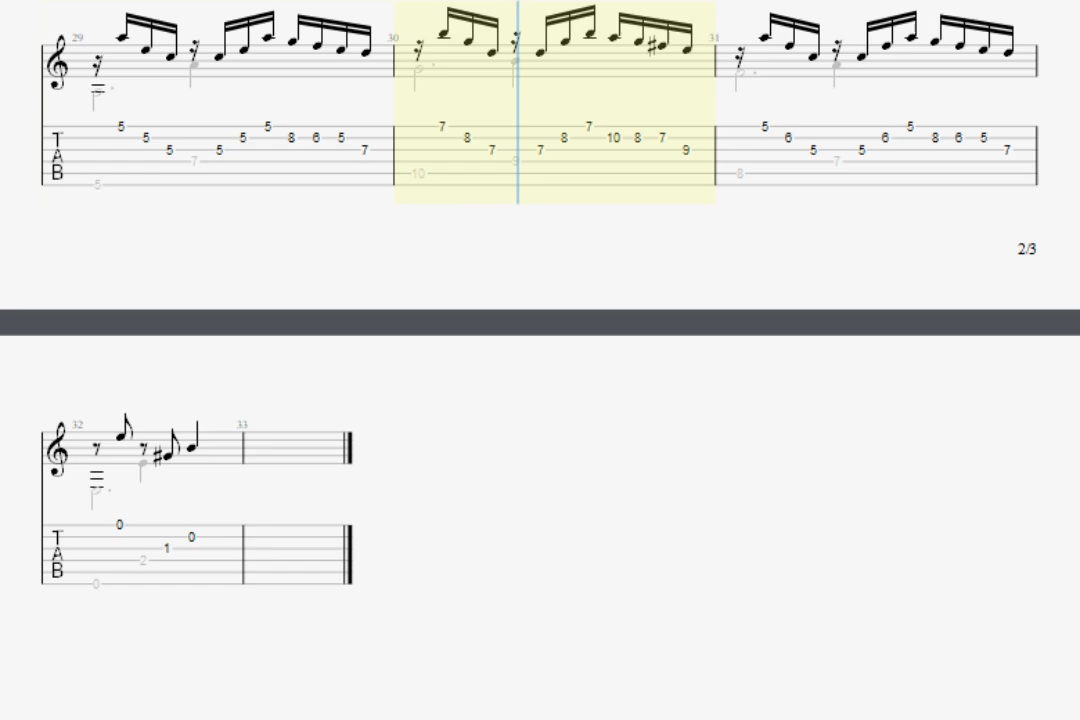 29 30 31
5 5 7 7 5
5 5 8 6 5 8 8 10 8 7 6 6 8 6 5
T 5 5 7 7 7 9 5 5 7
A 7 9 7
B 10 8
5
2/3
32 33
0
T 0
1
A 2
B
0